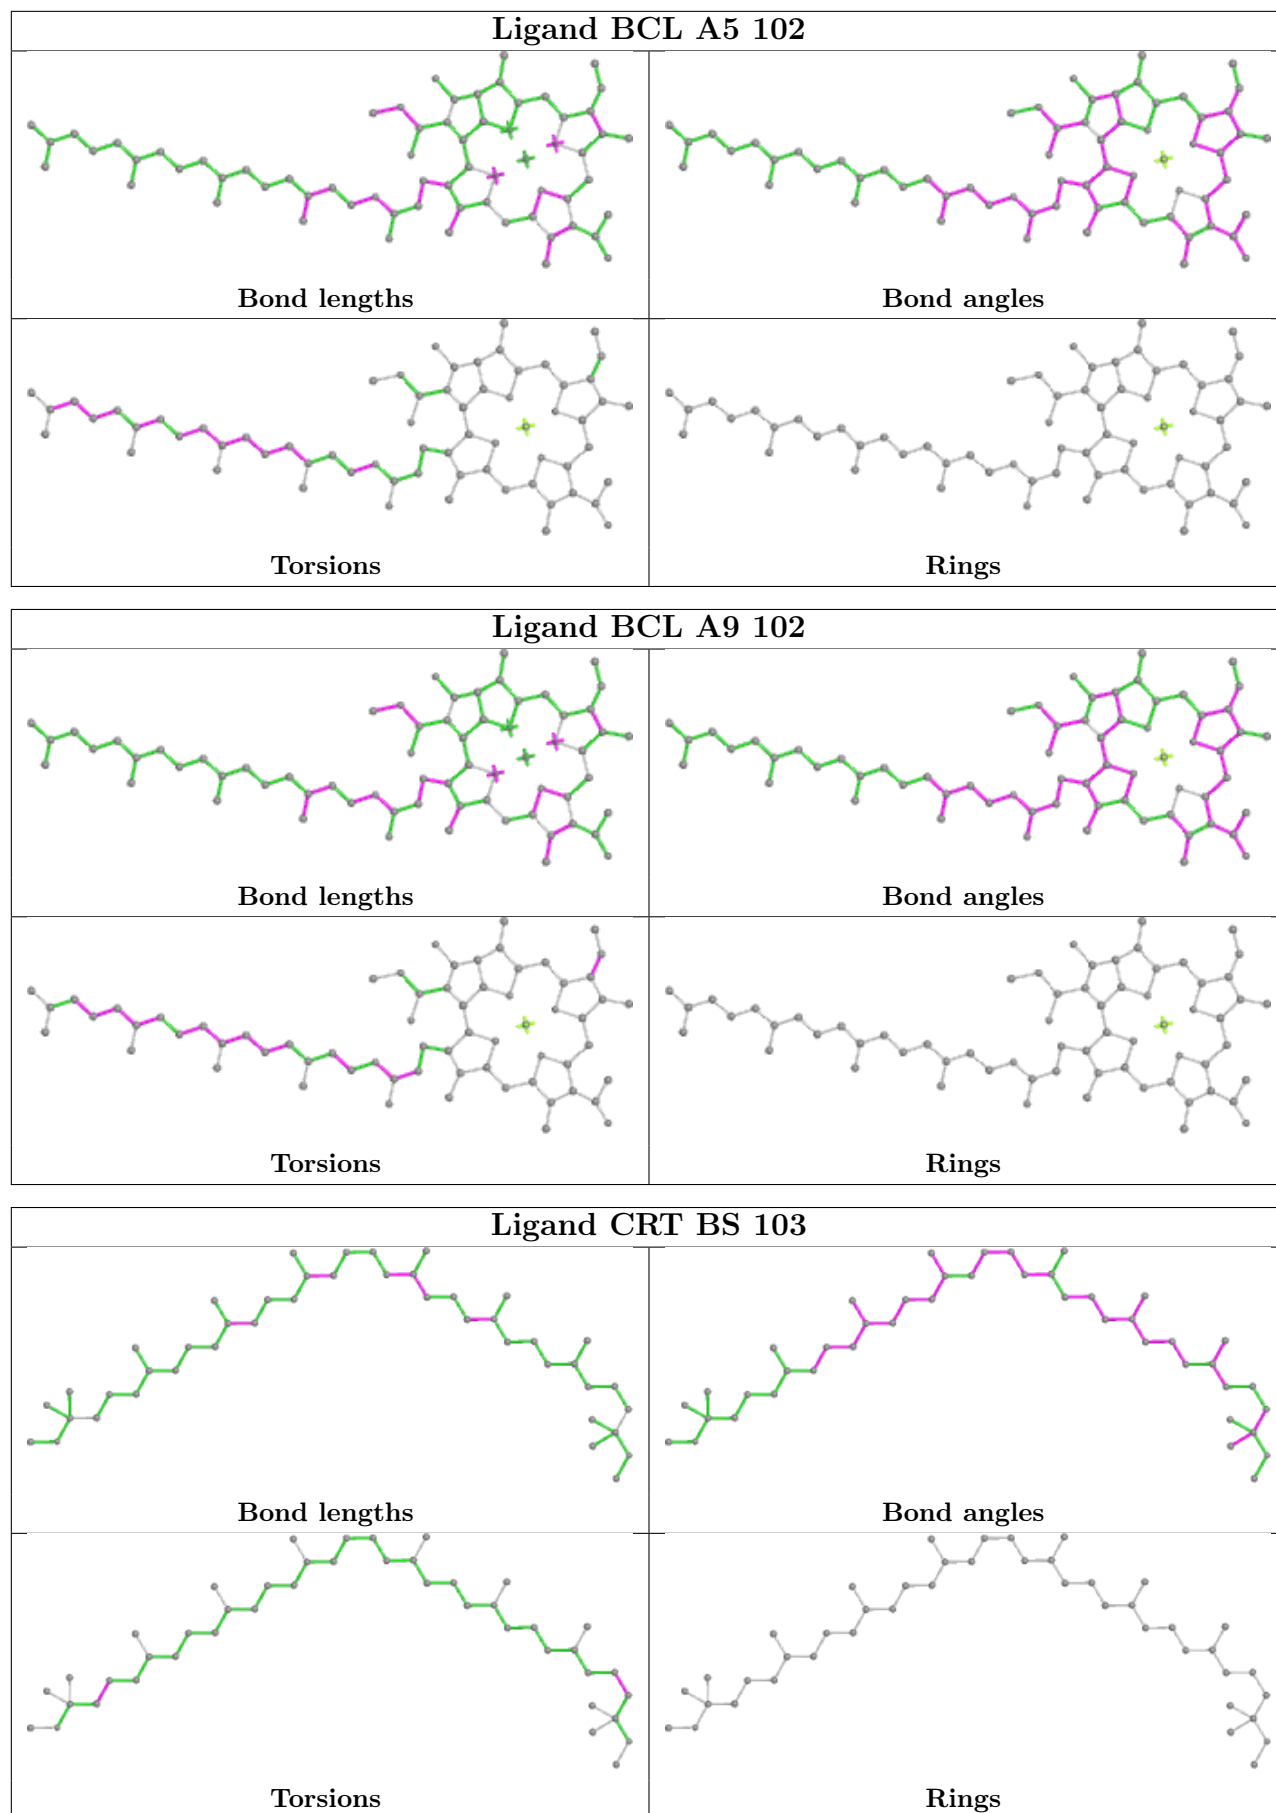 Ligand BCL A5 102
Bond lengths
Bond angles
Torsions
Rings
Ligand BCL A9 102
Bond lengths
Bond angles
Torsions
Rings
Ligand CRT BS 103
Bond lengths
Bond angles
Torsions
Rings